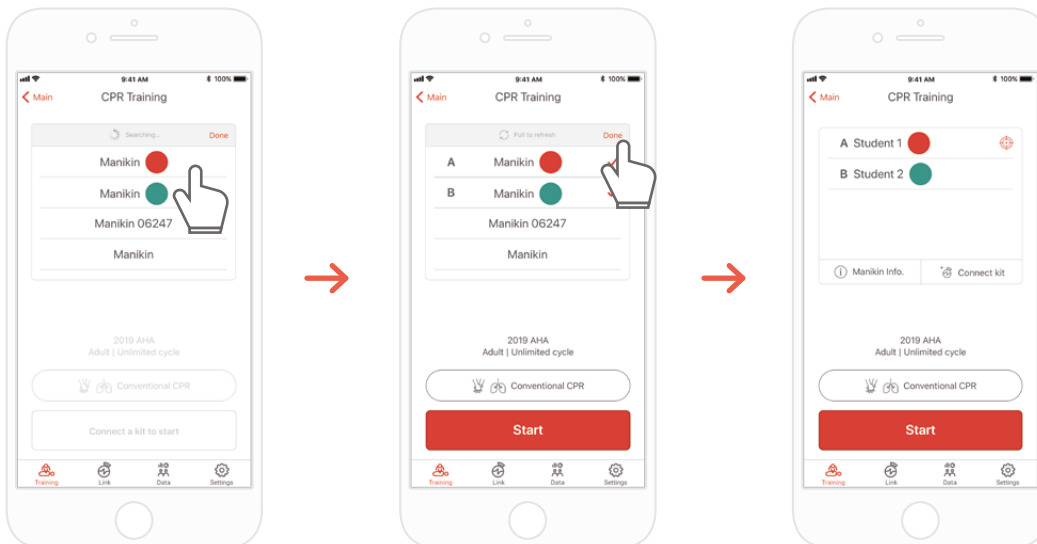 9:41 AM
100%
Main
CPR Training
Searching...
Done
Manikin
Manikin
Manikin 06247
Manikin
2019 AHA
Adult | Unlimited cycle
Conventional CPR
Connect a kit to start
Training
Link
Data
Settings
9:41 AM
100%
Main
CPR Training
Pull to refresh
Done
A Manikin
B Manikin
Manikin 06247
Manikin
2019 AHA
Adult | Unlimited cycle
Conventional CPR
Start
Training
Link
Data
Settings
9:41 AM
100%
Main
CPR Training
A Student 1
B Student 2
Manikin Info.
Connect kit
2019 AHA
Adult | Unlimited cycle
Conventional CPR
Start
Training
Link
Data
Settings